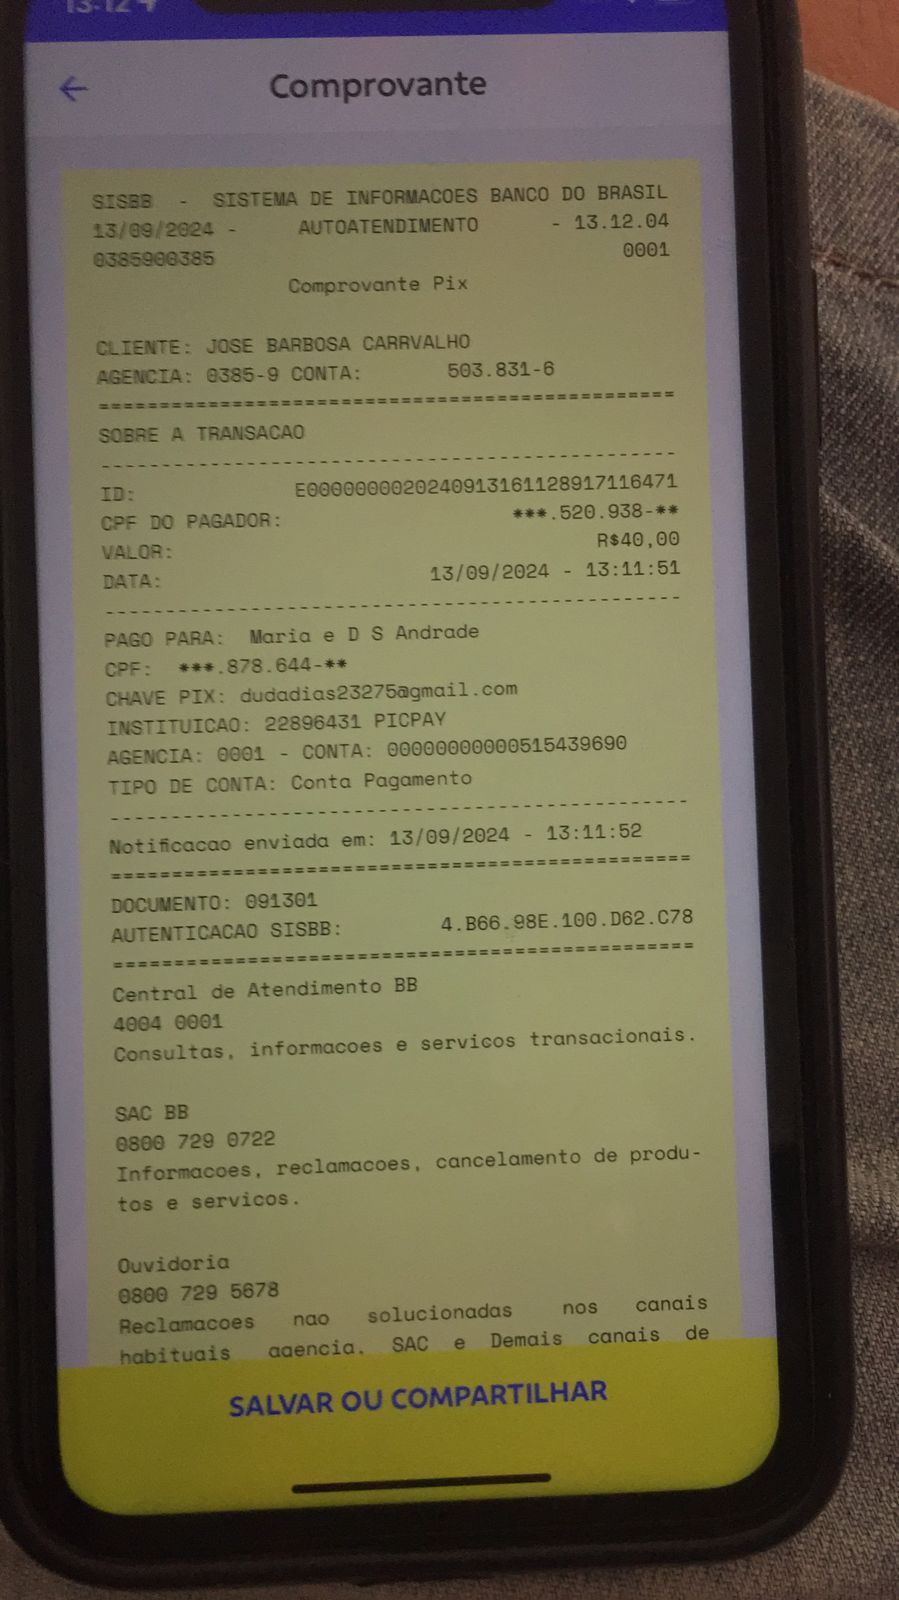 13:12
Comprovante
SISBB - SISTEMA DE INFORMACOES BANCO DO BRASIL
13/09/2024 - AUTOATENDIMENTO - 13.12.04
0385900385 0001
Comprovante Pix
CLIENTE: JOSE BARBOSA CARRVALHO
AGENCIA: 0385-9 CONTA: 503.831-6
================================================
SOBRE A TRANSACAO
------------------------------------------------
ID: E0000000020240913161128917116471
CPF DO PAGADOR: ***.520.938-**
VALOR: R$40,00
DATA: 13/09/2024 - 13:11:51
------------------------------------------------
PAGO PARA: Maria e D S Andrade
CPF: ***.878.644-**
CHAVE PIX: dudadias23275@gmail.com
INSTITUICAO: 22896431 PICPAY
AGENCIA: 0001 - CONTA: 00000000000515439690
TIPO DE CONTA: Conta Pagamento
------------------------------------------------
Notificacao enviada em: 13/09/2024 - 13:11:52
================================================
DOCUMENTO: 091301
AUTENTICACAO SISBB: 4.B66.98E.100.D62.C78
================================================
Central de Atendimento BB
4004 0001
Consultas, informacoes e servicos transacionais.
SAC BB
0800 729 0722
Informacoes, reclamacoes, cancelamento de produ-
tos e servicos.
Ouvidoria
0800 729 5678
Reclamacoes nao solucionadas nos canais
habituais agencia, SAC e Demais canais de
SALVAR OU COMPARTILHAR